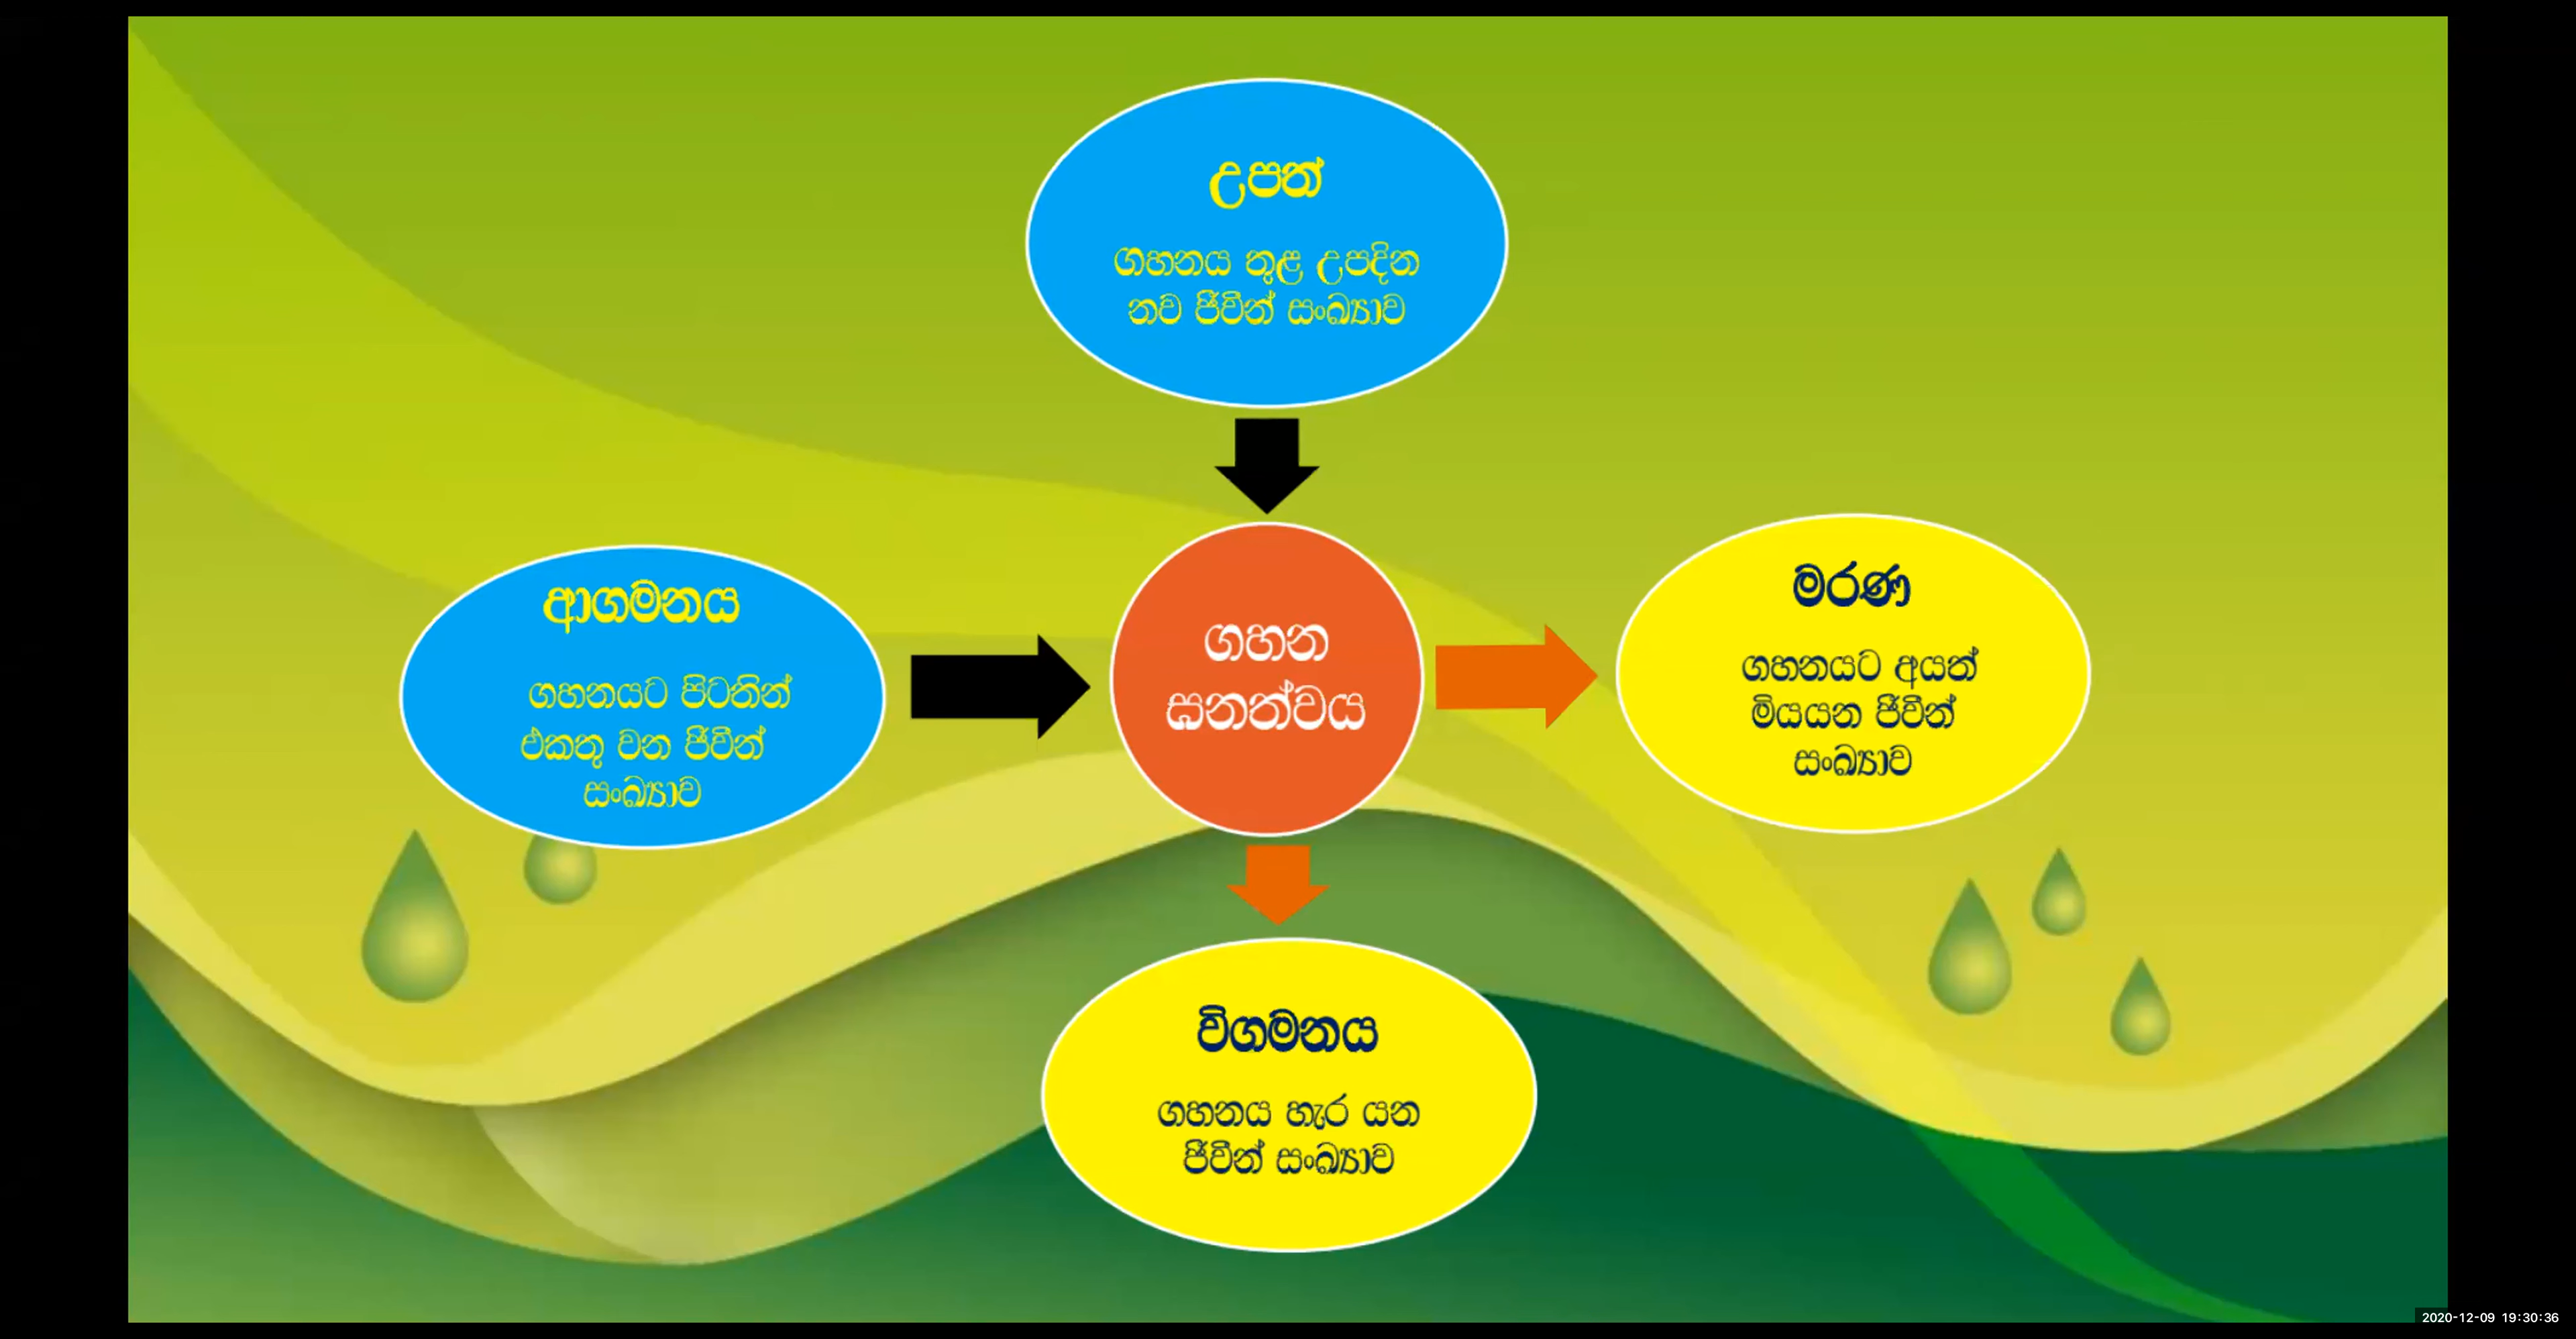 උපත්
ගහනය තුළ උපදින
නව ජීවීන් සංඛ්‍යාව
ආගමනය
ගහනයට පිටතින්
එකතු වන ජීවීන්
සංඛ්‍යාව
ගහන
ඝනත්වය
මරණ
ගහනයට අයත්
මියයන ජීවීන්
සංඛ්‍යාව
විගමනය
ගහනය හැර යන
ජීවීන් සංඛ්‍යාව
2020-12-09 19:30:36